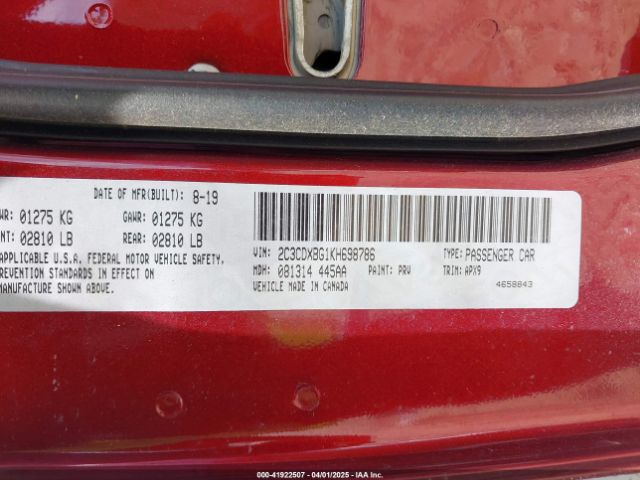 DATE OF MFR(BUILT): 8-19
WR: 01275 KG GAWR: 01275 KG
NT: 02810 LB REAR: 02810 LB
APPLICABLE U.S.A. FEDERAL MOTOR VEHICLE SAFETY,
PREVENTION STANDARDS IN EFFECT ON
MANUFACTURE SHOWN ABOVE.
VIN: 2C3CDXBG1KH698786 TYPE: PASSENGER CAR
MDH: 081314 445AA PAINT: PRV TRIM: APX9
VEHICLE MADE IN CANADA 4658843
000-41922507 04/01/2025 - IAA Inc.